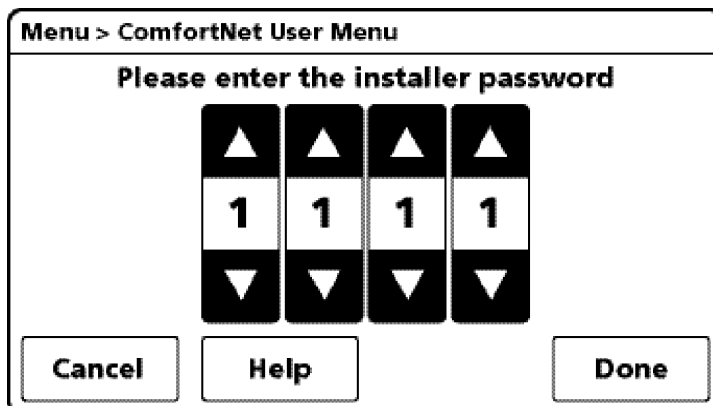 Menu > ComfortNet User Menu
Please enter the installer password
1 1 1 1
Cancel Help Done